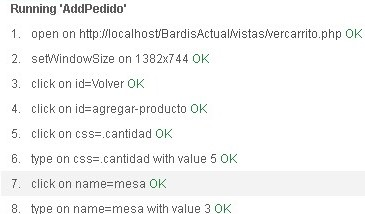 Running 'AddPedido'
1. open on http://localhost/BardisActual/vistas/vercarrito.php OK
2. setWindowSize on 1382x744 OK
3. click on id=Volver OK
4. click on id=agregar-producto OK
5. click on css=.cantidad OK
6. type on css=.cantidad with value 5 OK
7. click on name=mesa OK
8. type on name=mesa with value 3 OK